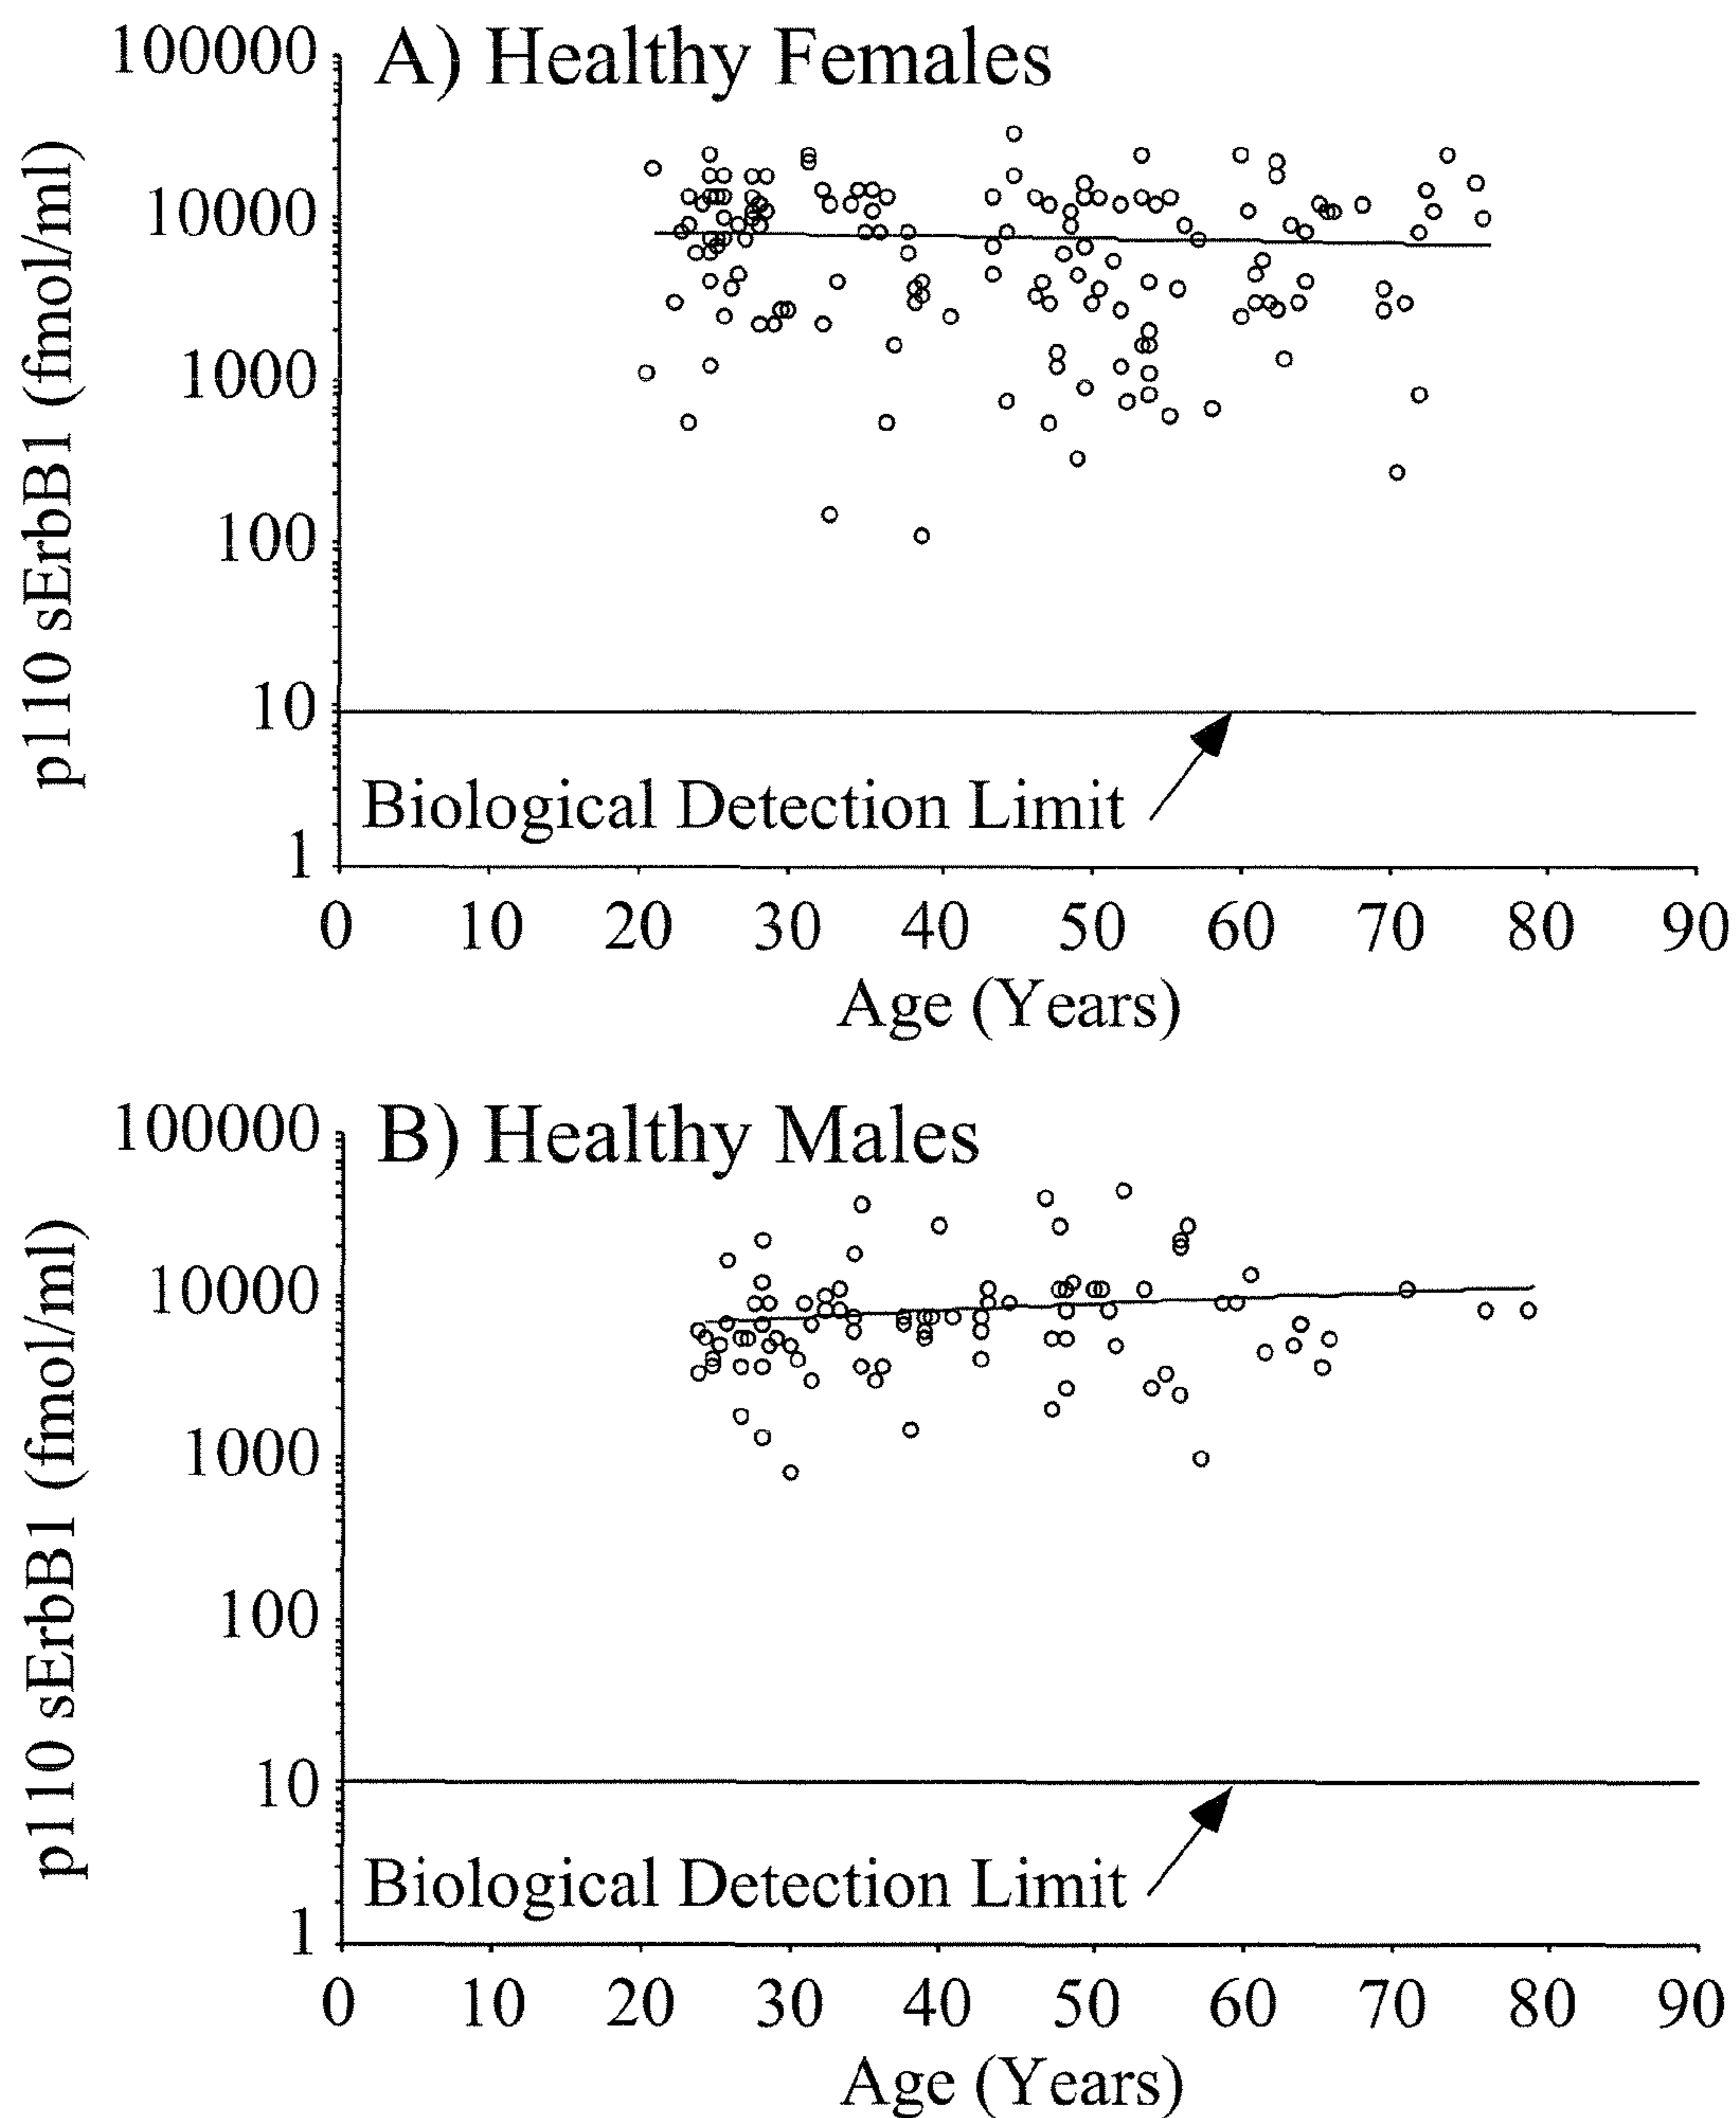 A) Healthy Females
p110 sErbB1 (fmol/ml)
100000
10000
1000
100
10
1
Biological Detection Limit
0 10 20 30 40 50 60 70 80 90
Age (Years)
B) Healthy Males
p110 sErbB1 (fmol/ml)
100000
10000
1000
100
10
1
Biological Detection Limit
0 10 20 30 40 50 60 70 80 90
Age (Years)